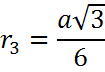 r₃ = a√3/6